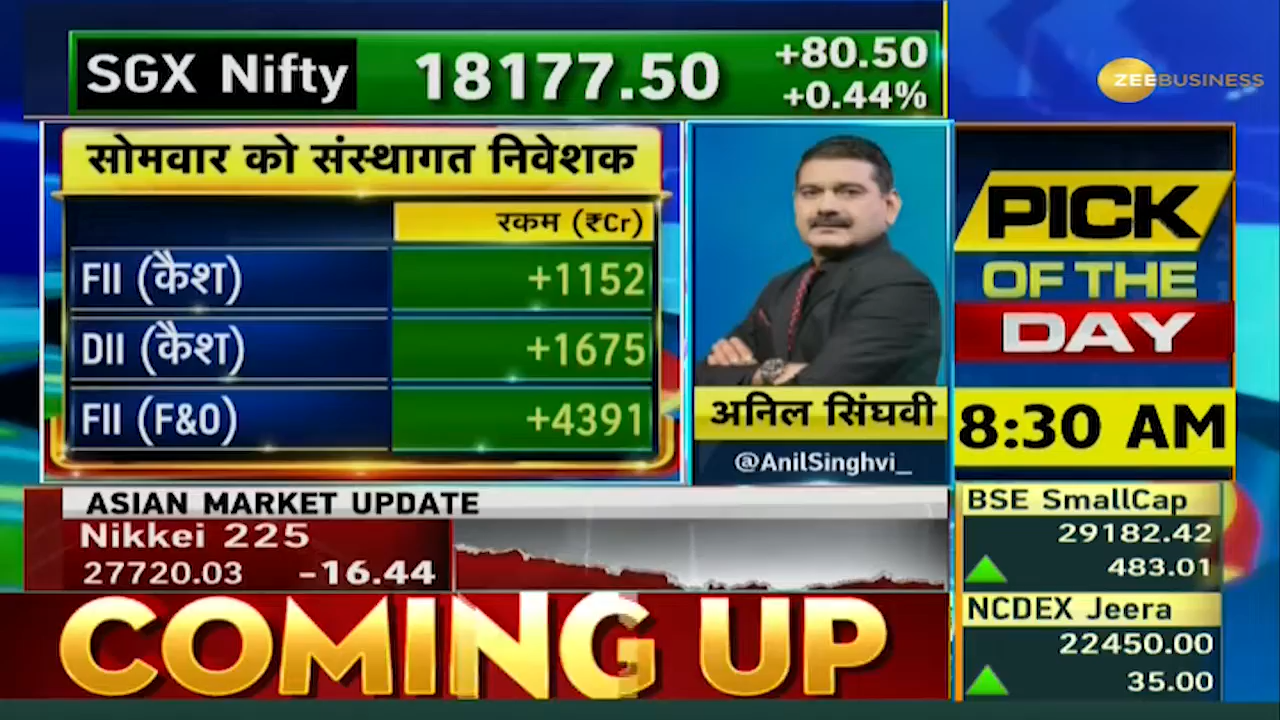 SGX Nifty 18177.50 +80.50
+0.44%
ZEEBUSINESS
सोमवार को संस्थागत निवेशक
रकम (₹Cr)
FII (कैश) +1152
DII (कैश) +1675
FII (F&O) +4391
अनिल सिंघवी
@AnilSinghvi_
PICK
OF THE
DAY
8:30 AM
ASIAN MARKET UPDATE
Nikkei 225
27720.03 -16.44
COMING UP
BSE SmallCap
29182.42
483.01
NCDEX Jeera
22450.00
35.00